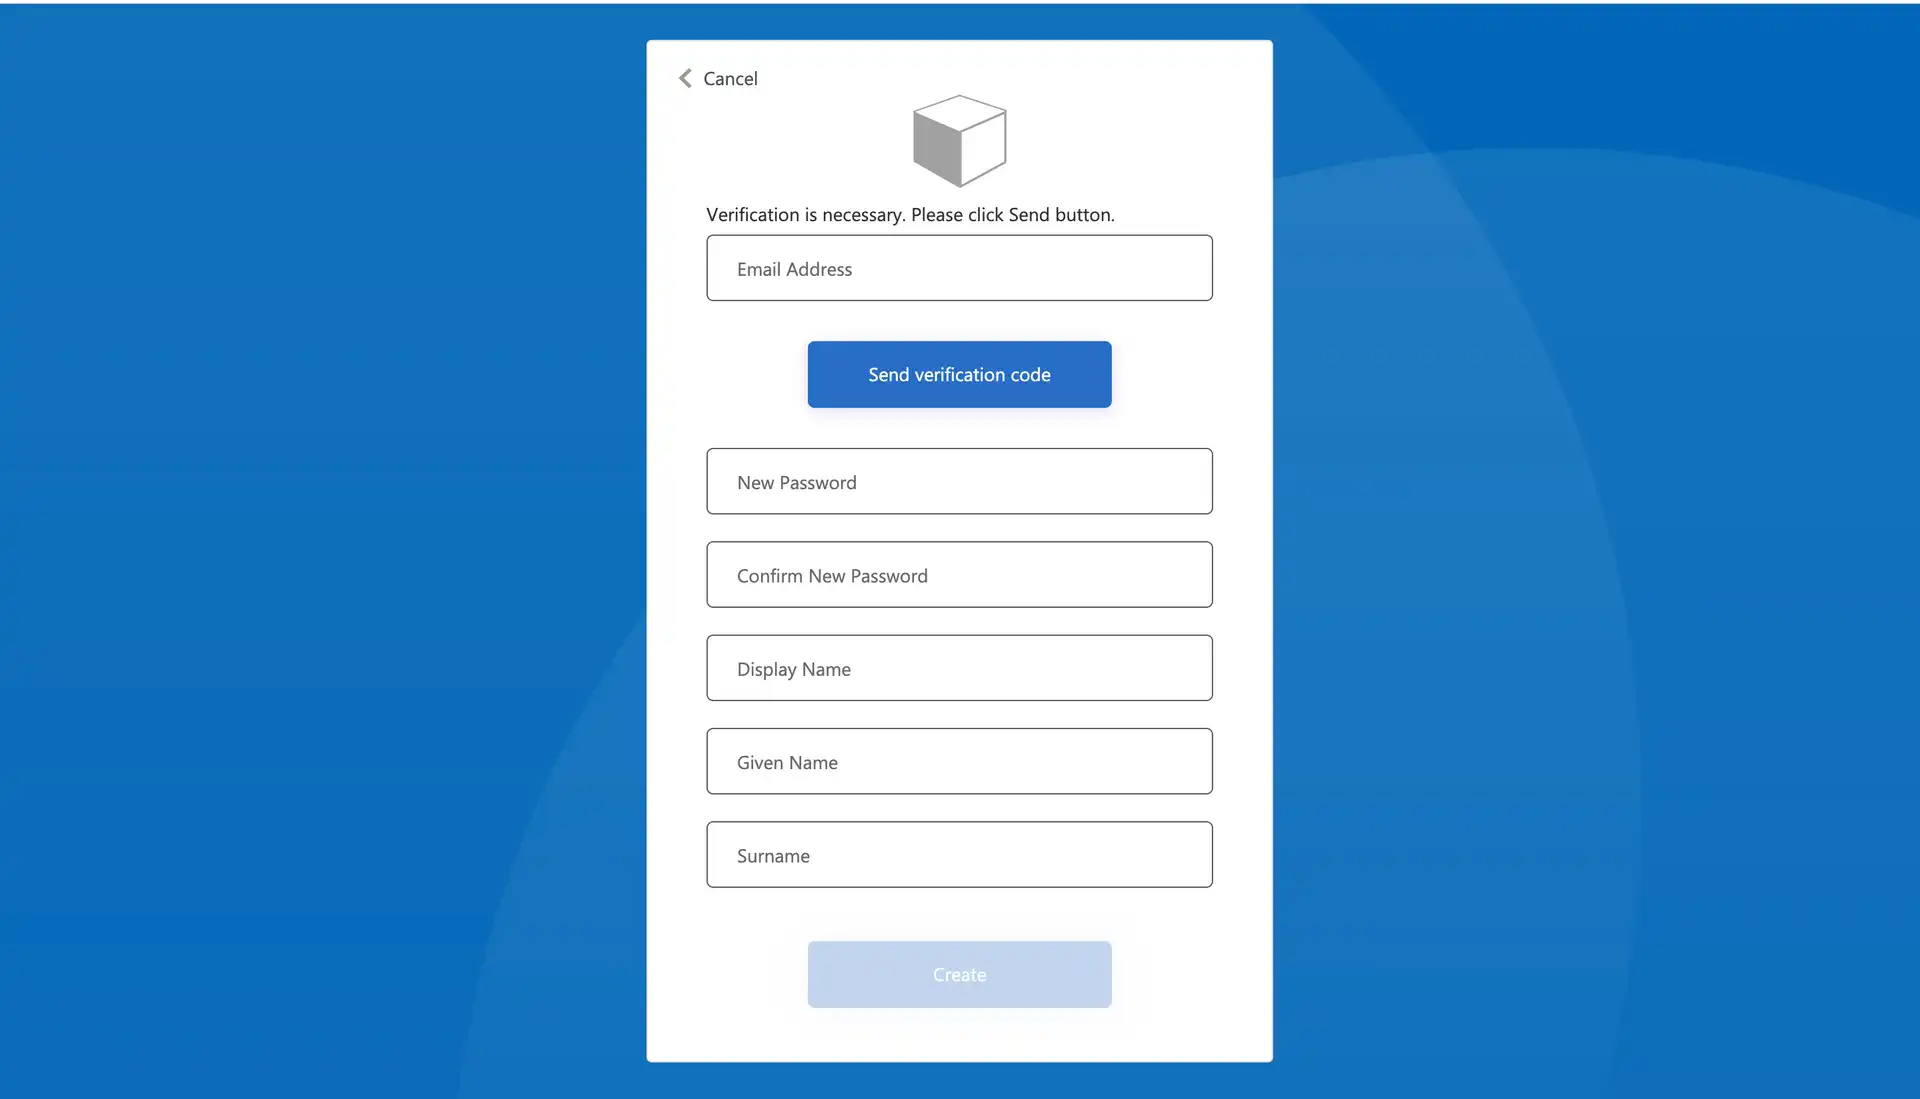 Cancel
Verification is necessary. Please click Send button.
Email Address
Send verification code
New Password
Confirm New Password
Display Name
Given Name
Surname
Create